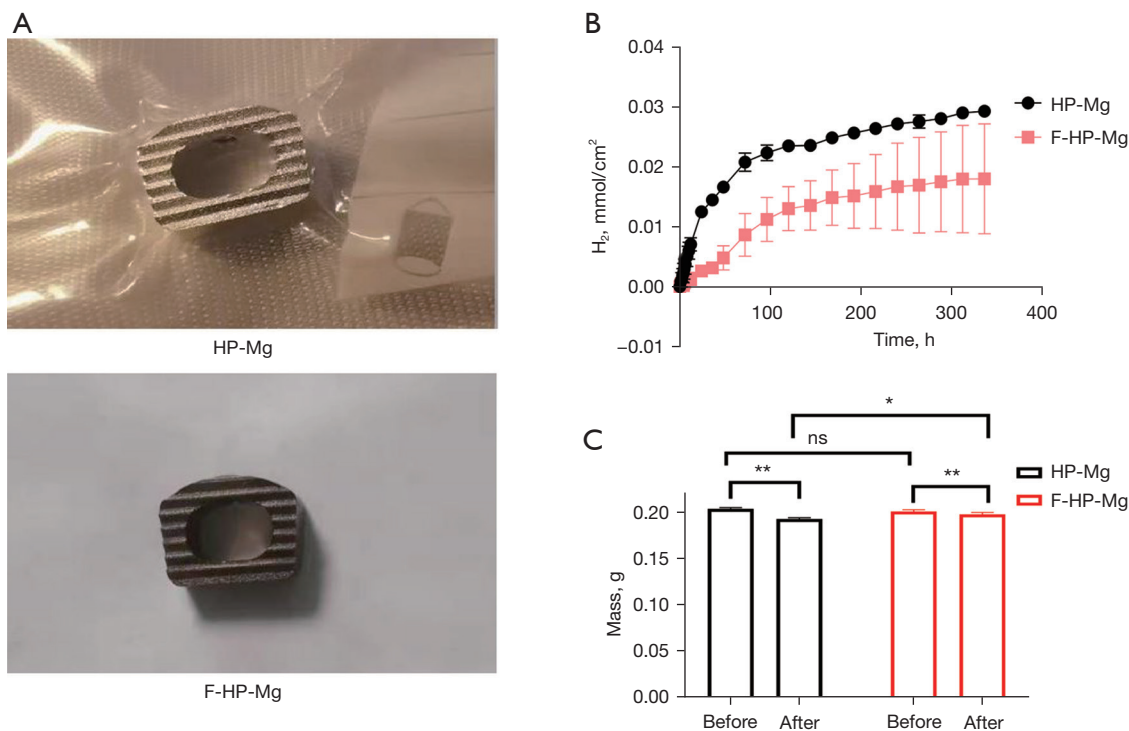 A
HP-Mg
F-HP-Mg
B
0.04
0.03
0.02
0.01
0.00
−0.01
H2, mmol/cm2
100
200
300
400
Time, h
HP-Mg
F-HP-Mg
C
*
ns
**
**
HP-Mg
F-HP-Mg
0.20
0.15
0.10
0.05
0.00
Mass, g
Before
After
Before
After